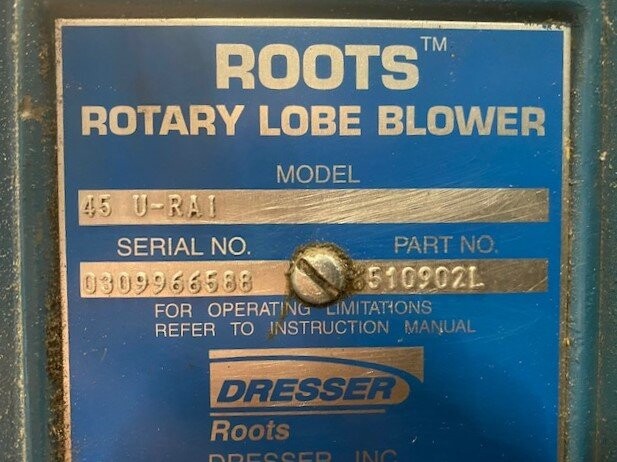 ROOTS™
ROTARY LOBE BLOWER
MODEL
45 U-RAI
SERIAL NO. PART NO.
0309966588 510902L
FOR OPERATING LIMITATIONS
REFER TO INSTRUCTION MANUAL
DRESSER
Roots
DRESSER, INC.